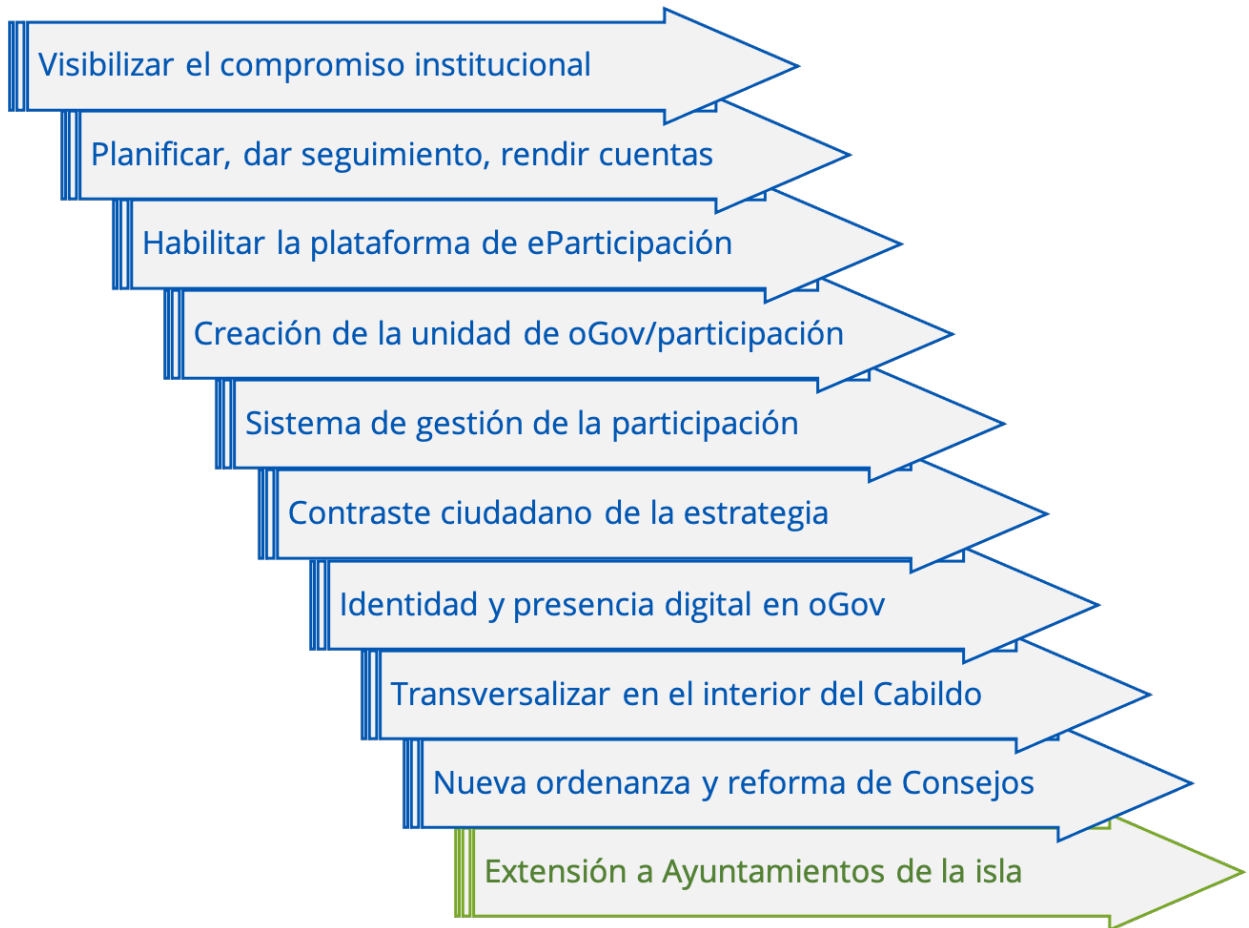 Visibilizar el compromiso institucional
Planificar, dar seguimiento, rendir cuentas
Habilitar la plataforma de eParticipación
Creación de la unidad de oGov/participación
Sistema de gestión de la participación
Contraste ciudadano de la estrategia
Identidad y presencia digital en oGov
Transversalizar en el interior del Cabildo
Nueva ordenanza y reforma de Consejos
Extensión a Ayuntamientos de la isla